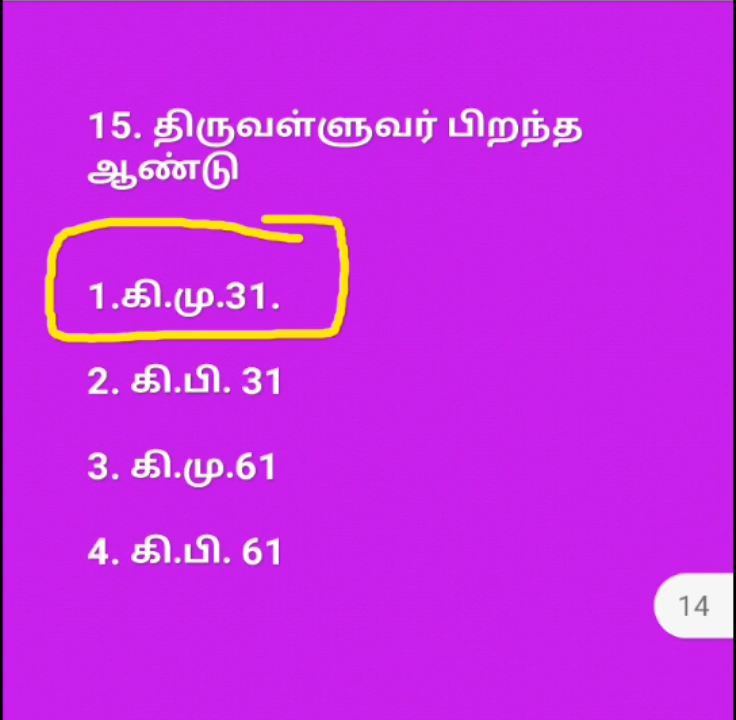 15. திருவள்ளுவர் பிறந்த
ஆண்டு
1.கி.மு.31.
2. கி.பி. 31
3. கி.மு.61
4. கி.பி. 61
14